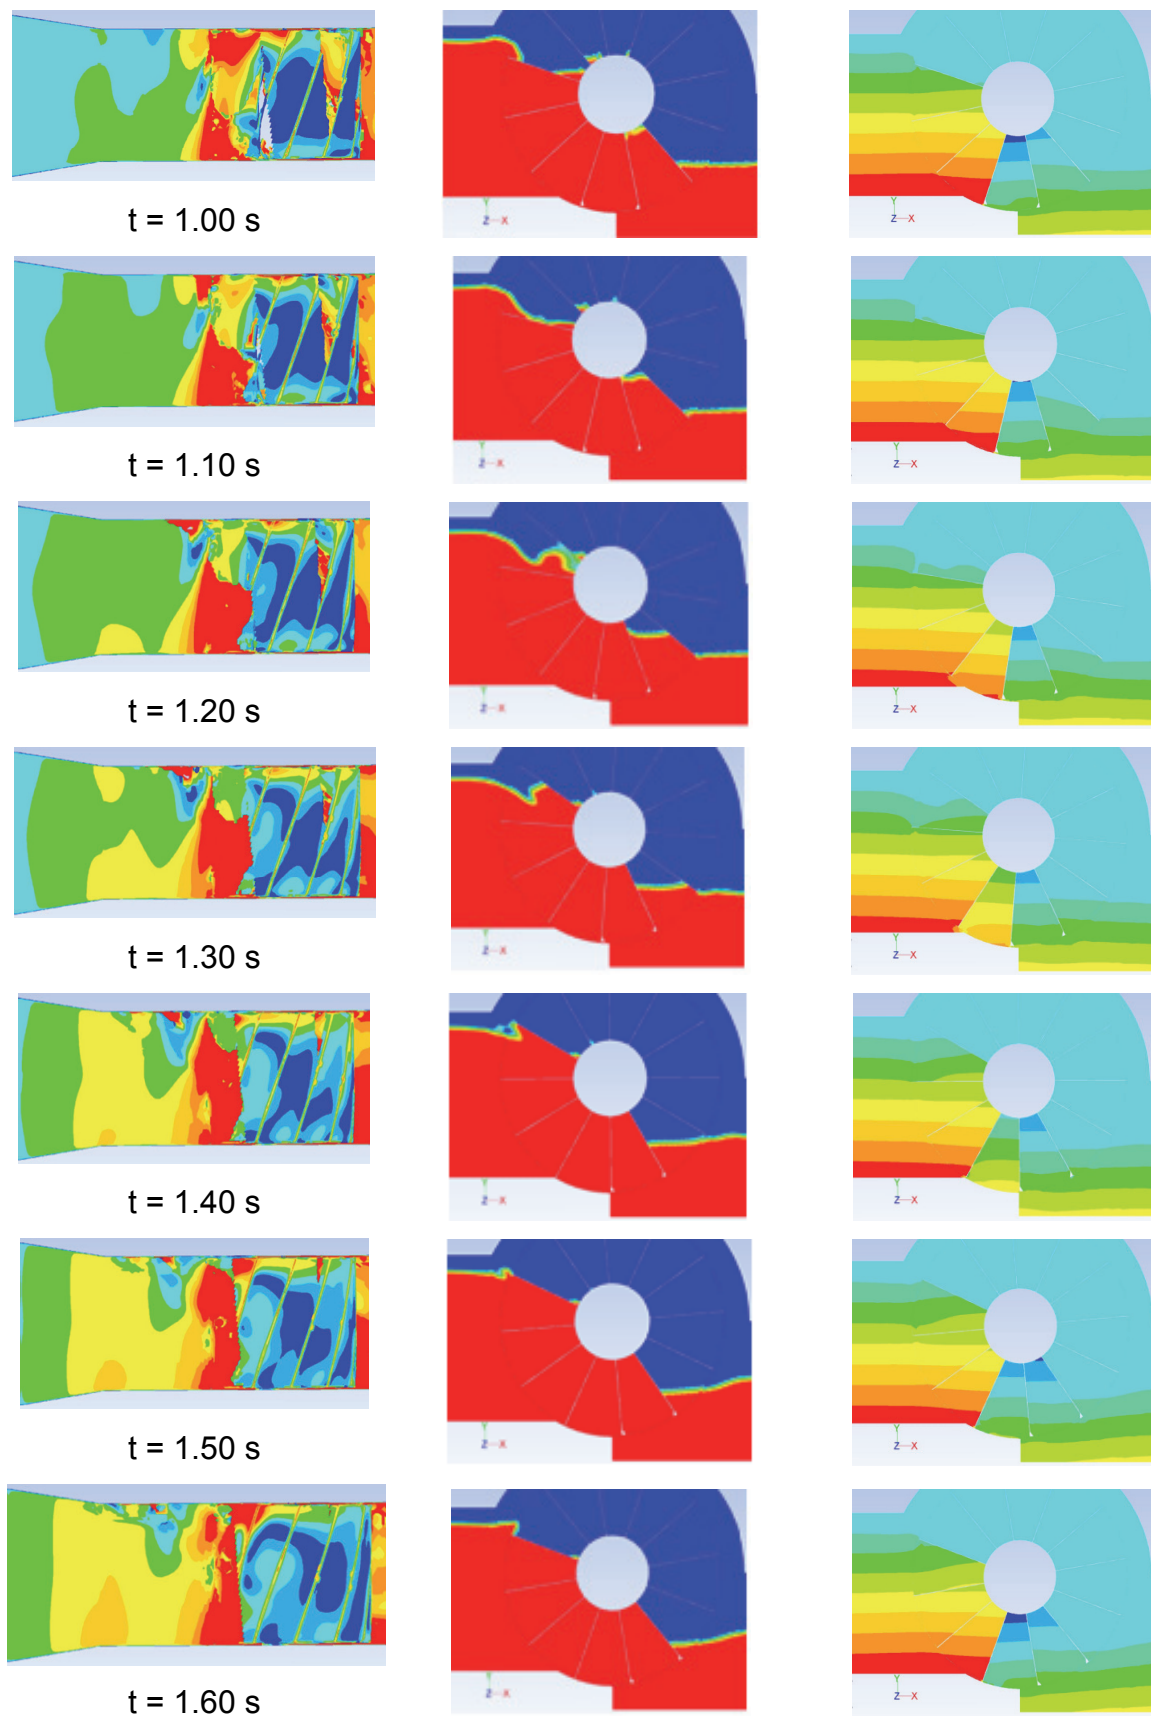 Y
Z X
Y
Z X
t = 1.00 s
Y
Z X
Y
Z X
t = 1.10 s
Y
Z X
Y
Z X
t = 1.20 s
Y
Z X
Y
Z X
t = 1.30 s
Y
Z X
Y
Z X
t = 1.40 s
Y
Z X
Y
Z X
t = 1.50 s
Y
Z X
Y
Z X
t = 1.60 s